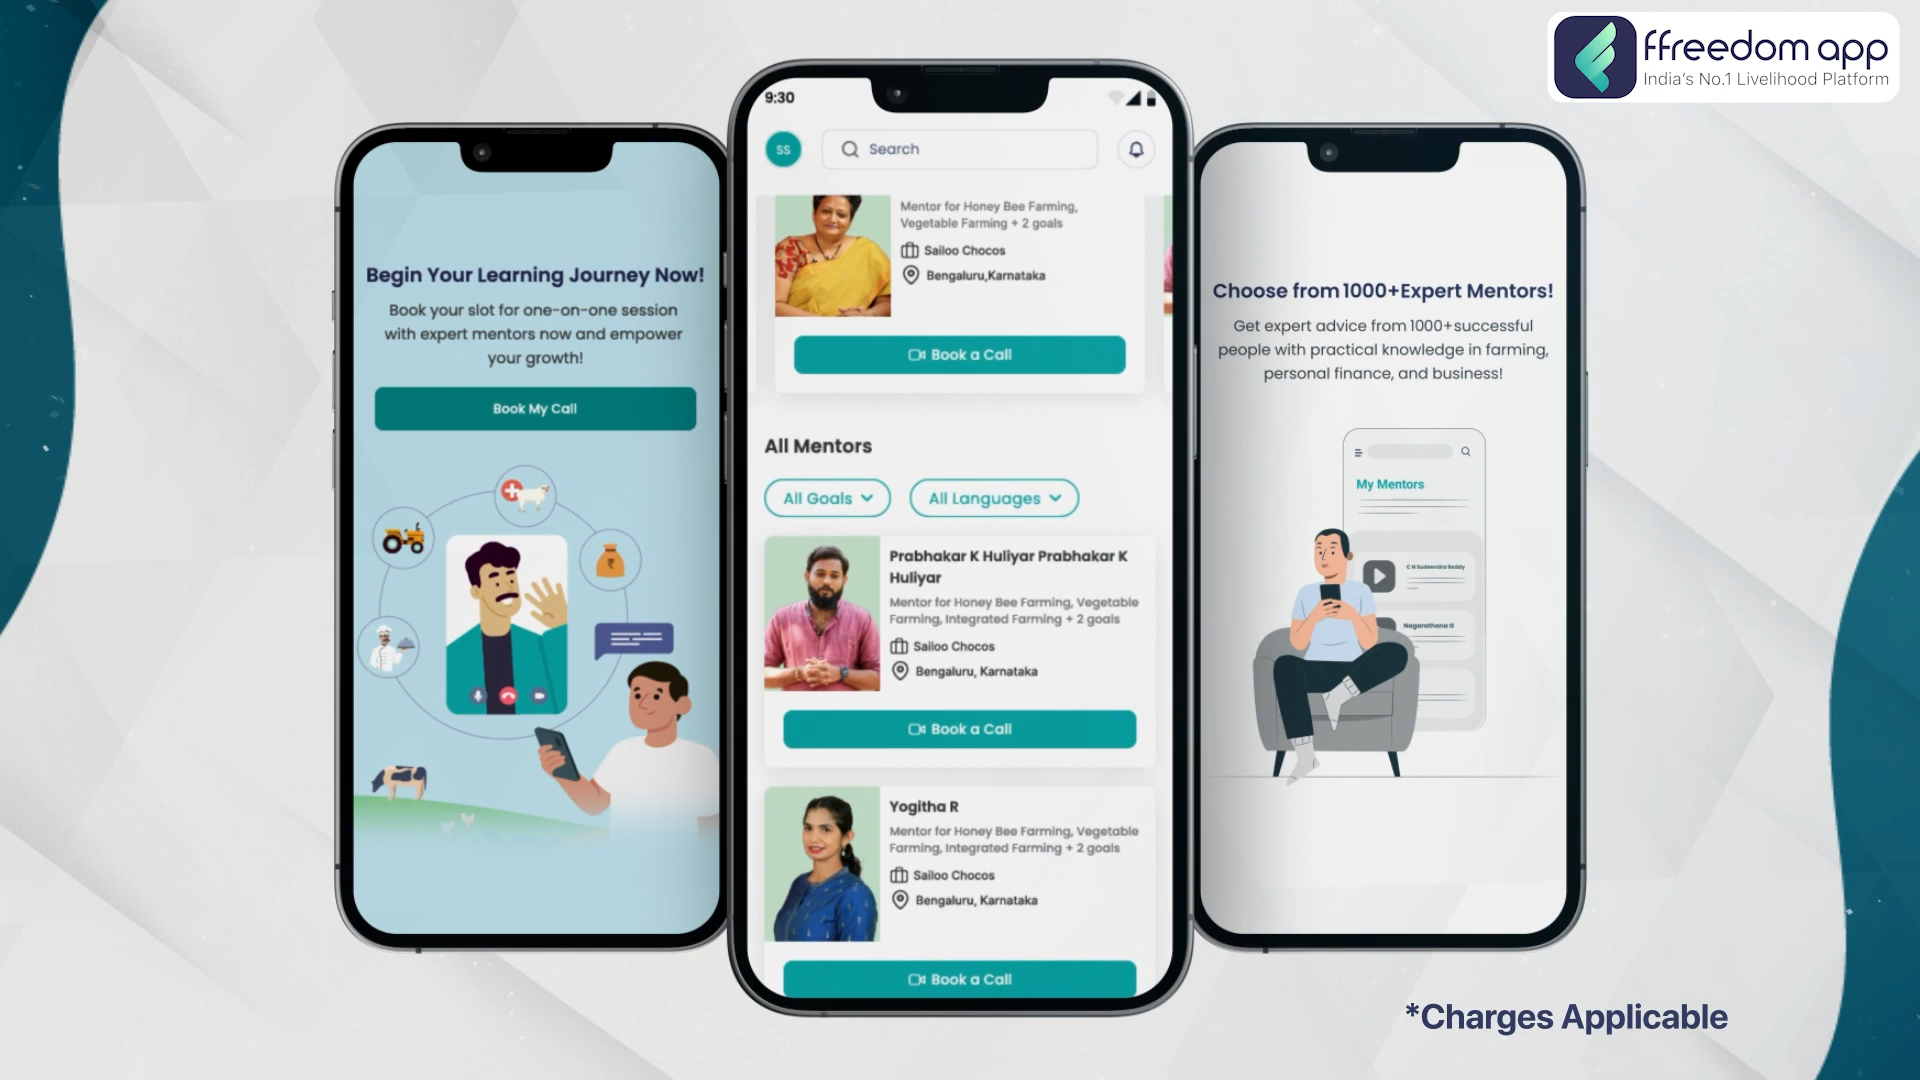 ffreedom app
India's No.1 Livelihood Platform
Begin Your Learning Journey Now!
Book your slot for one-on-one session
with expert mentors now and empower
your growth!
Book My Call
9:30
SS
Search
Mentor for Honey Bee Farming,
Vegetable Farming + 2 goals
Sailoo Chocos
Bengaluru,Karnataka
Book a Call
All Mentors
All Goals
All Languages
Prabhakar K Huliyar Prabhakar K
Huliyar
Mentor for Honey Bee Farming, Vegetable
Farming, Integrated Farming + 2 goals
Sailoo Chocos
Bengaluru, Karnataka
Book a Call
Yogitha R
Mentor for Honey Bee Farming, Vegetable
Farming, Integrated Farming + 2 goals
Sailoo Chocos
Bengaluru, Karnataka
Book a Call
Choose from 1000+Expert Mentors!
Get expert advice from 1000+successful
people with practical knowledge in farming,
personal finance, and business!
My Mentors
C N Sudeendra Reddy
Nagarathana G
*Charges Applicable